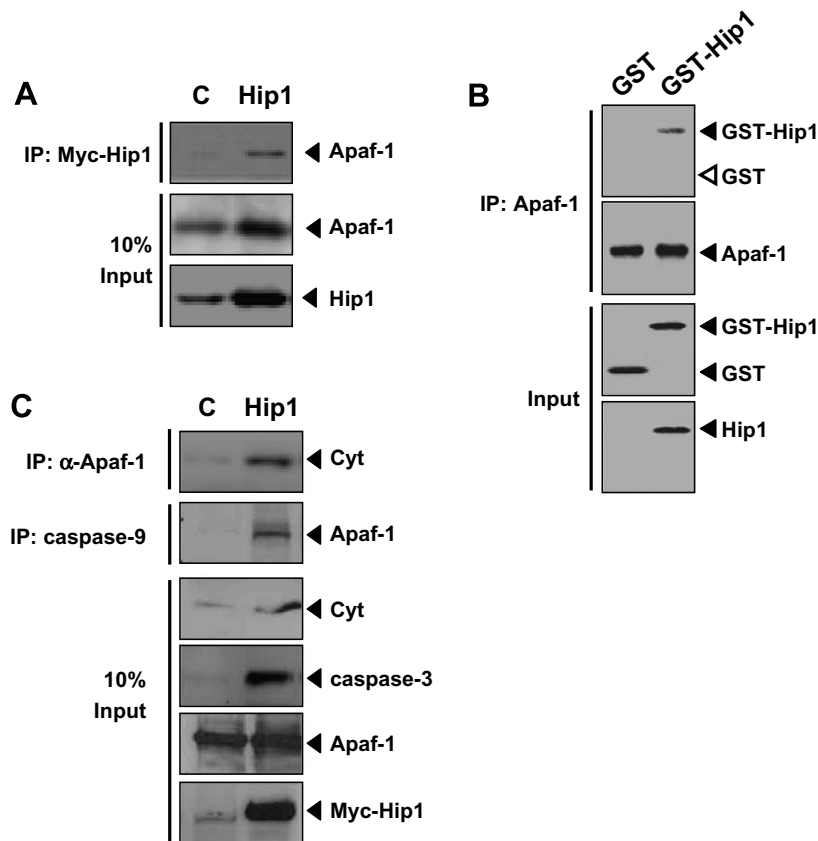 A
C Hip1
IP: Myc-Hip1
Apaf-1
10%
Input
Apaf-1
Hip1
B
GST GST-Hip1
IP: Apaf-1
GST-Hip1
GST
Apaf-1
Input
GST-Hip1
GST
Hip1
C
C Hip1
IP: α-Apaf-1
Cyt
IP: caspase-9
Apaf-1
10%
Input
Cyt
caspase-3
Apaf-1
Myc-Hip1